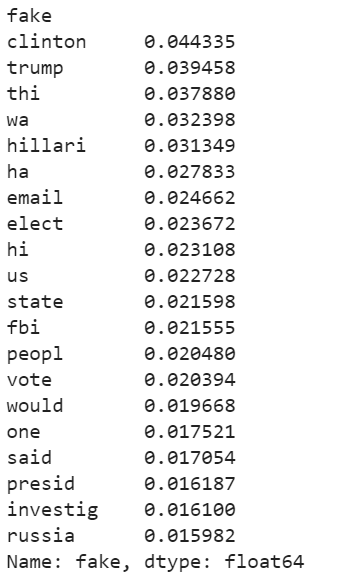 fake
clinton 0.044335
trump 0.039458
thi 0.037880
wa 0.032398
hillari 0.031349
ha 0.027833
email 0.024662
elect 0.023672
hi 0.023108
us 0.022728
state 0.021598
fbi 0.021555
peopl 0.020480
vote 0.020394
would 0.019668
one 0.017521
said 0.017054
presid 0.016187
investig 0.016100
russia 0.015982
Name: fake, dtype: float64